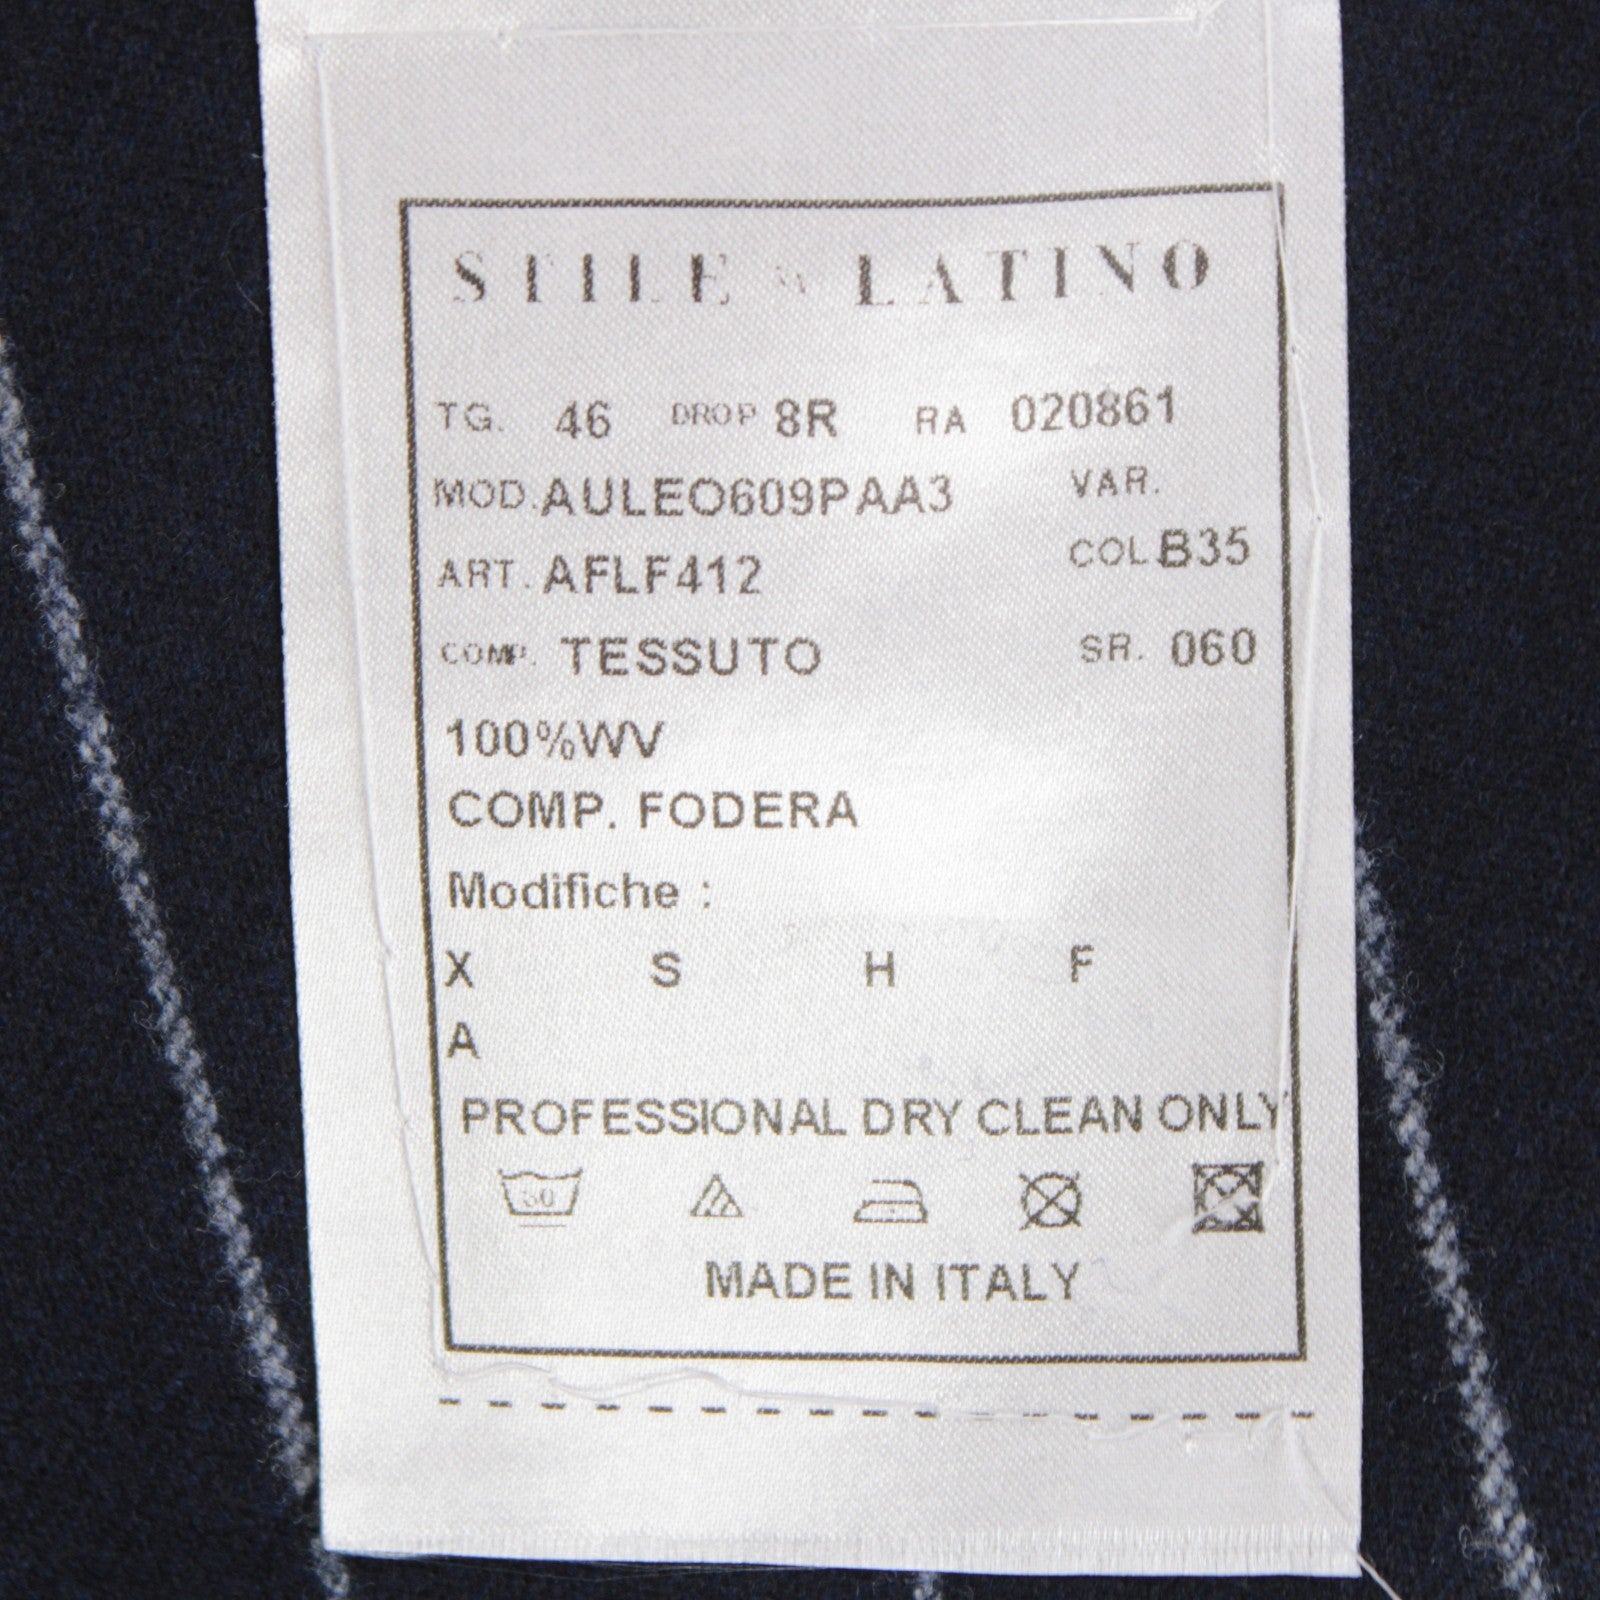 STILE LATINO
TG. 46 DROP 8R RA 020861
MOD. AULEO609PAA3 VAR.
ART. AFLF412 COL. B35
COMP. TESSUTO SR. 060
100%WV
COMP. FODERA
Modifiche :
X S H F
A
PROFESSIONAL DRY CLEAN ONLY
MADE IN ITALY